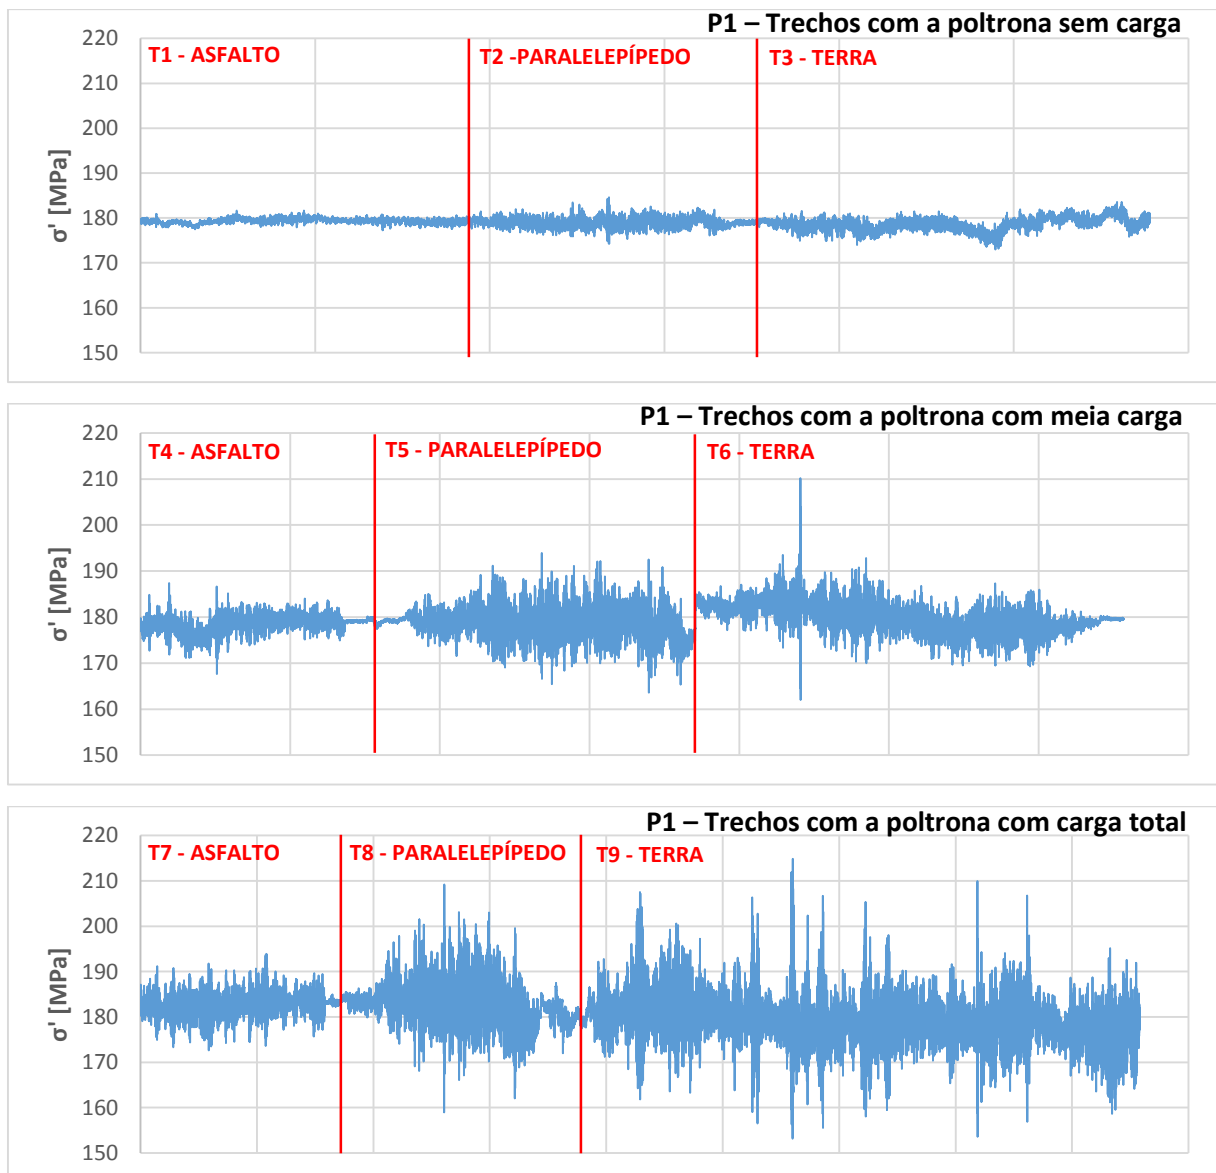 P1 – Trechos com a poltrona sem carga
220
T1 - ASFALTO
T2 -PARALELEPÍPEDO
T3 - TERRA
210
200
190
180
170
160
150
σ' [MPa]
P1 – Trechos com a poltrona com meia carga
220
T4 - ASFALTO
T5 - PARALELEPÍPEDO
T6 - TERRA
210
200
190
180
170
160
150
σ' [MPa]
P1 – Trechos com a poltrona com carga total
220
T7 - ASFALTO
T8 - PARALELEPÍPEDO
T9 - TERRA
210
200
190
180
170
160
150
σ' [MPa]